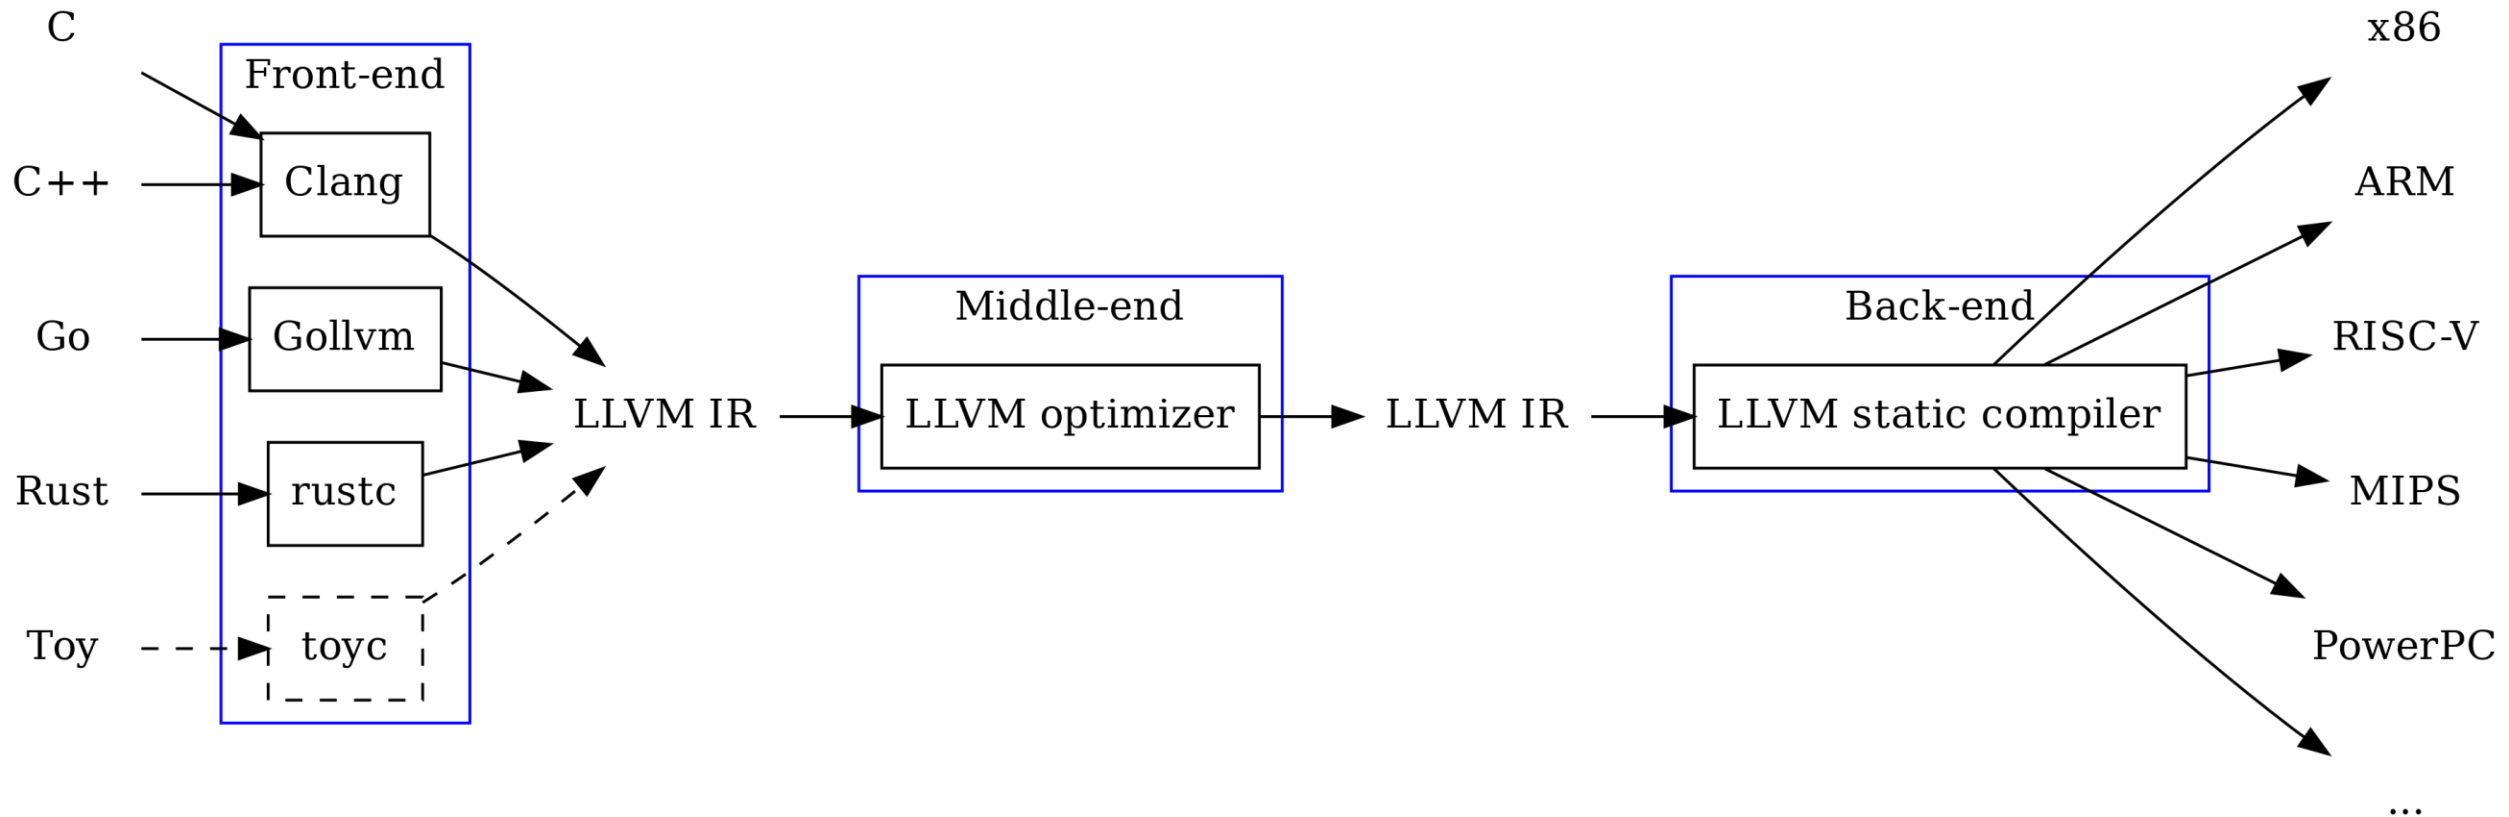 C
C++
Go
Rust
Toy
Front-end
Clang
Gollvm
rustc
toyc
LLVM IR
Middle-end
LLVM optimizer
LLVM IR
Back-end
LLVM static compiler
x86
ARM
RISC-V
MIPS
PowerPC
...